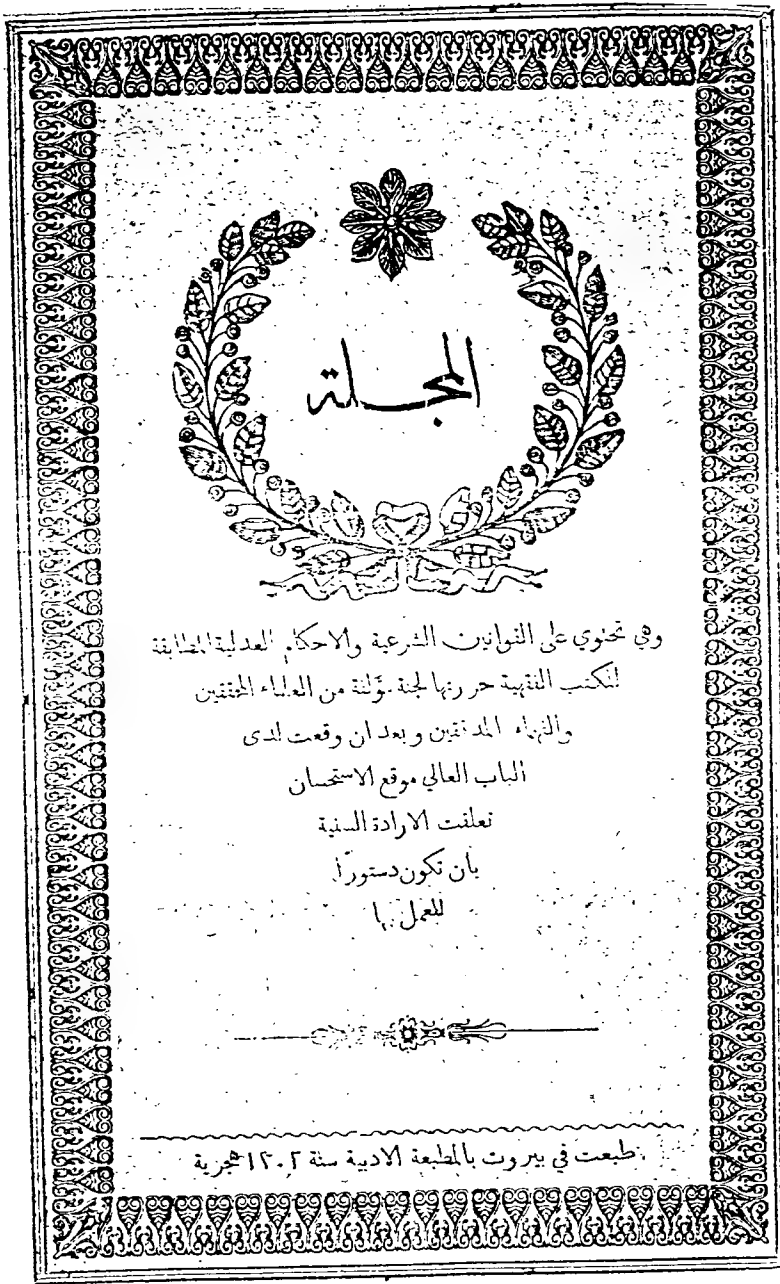 المجلة
وهي تحتوي على القوانين الشرعية والاحكام العدلية المطابقة
للكتب الفقهية حررتها لجنة مؤلفة من العلماء المحققين
والفقهاء المدققين وبعد ان وقعت لدى
الباب العالي موقع الاستحسان
تعلقت الارادة السنية
بان تكون دستورًا
للعمل بها
طبعت في بيروت بالمطبعة الادبية سنة ١٣٠٢ هجرية